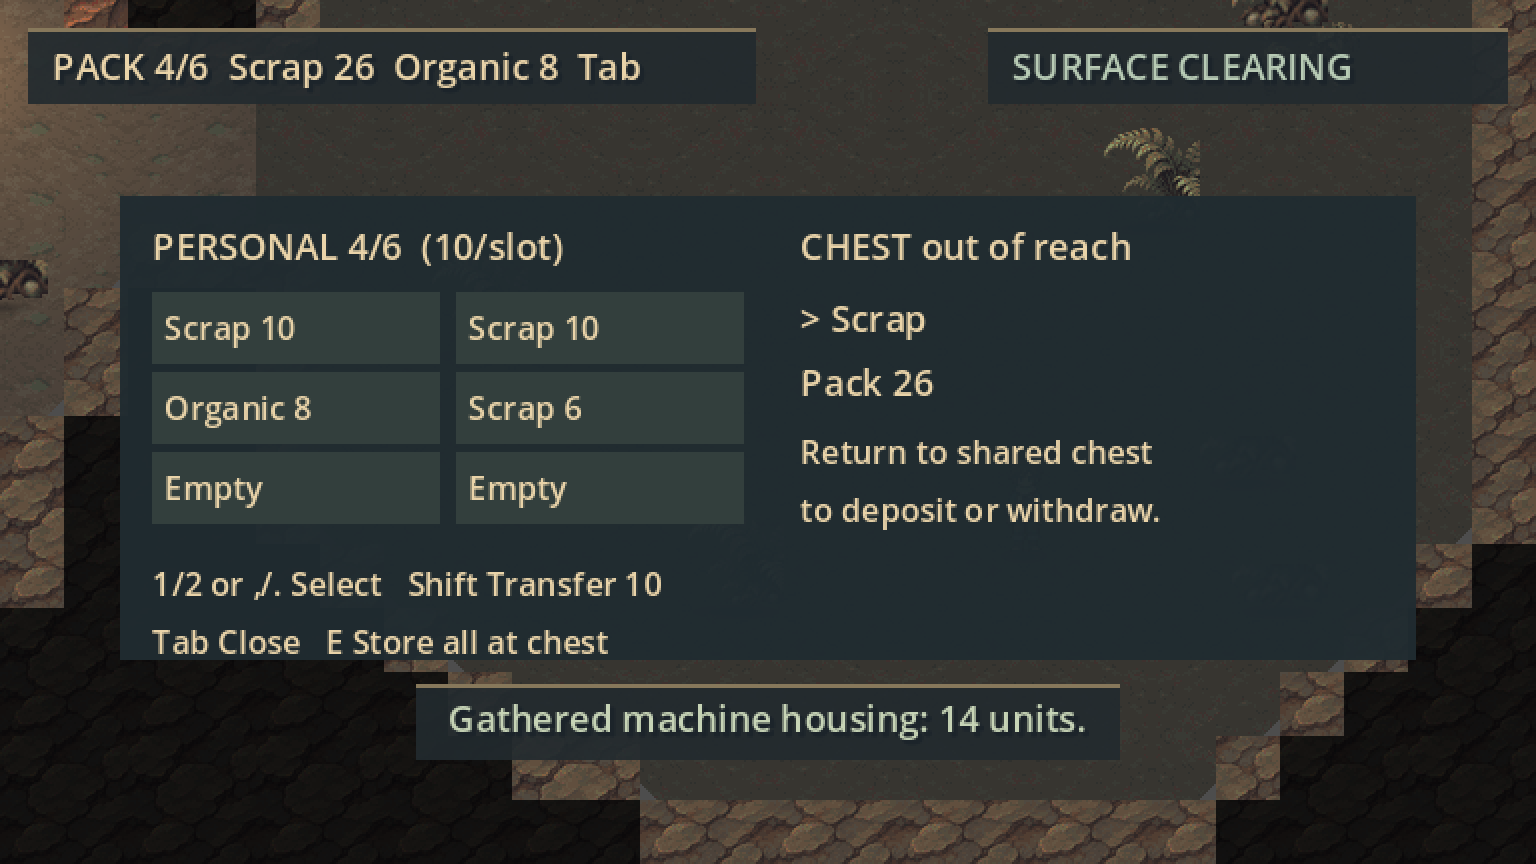 PACK 4/6 Scrap 26 Organic 8 Tab
SURFACE CLEARING
PERSONAL 4/6 (10/slot)
Scrap 10
Scrap 10
Organic 8
Scrap 6
Empty
Empty
1/2 or ,/. Select Shift Transfer 10
Tab Close E Store all at chest
CHEST out of reach
> Scrap
Pack 26
Return to shared chest
to deposit or withdraw.
Gathered machine housing: 14 units.